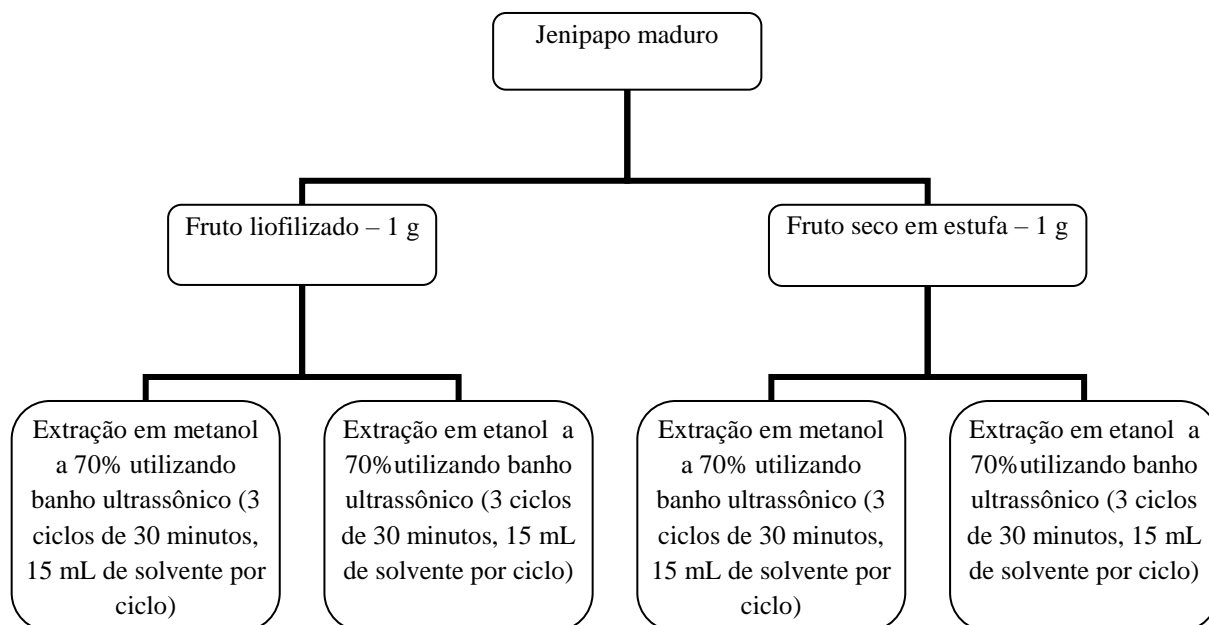 Jenipapo maduro
Fruto liofilizado – 1 g
Fruto seco em estufa – 1 g
Extração em metanol
a 70% utilizando
banho ultrassônico (3
ciclos de 30 minutos,
15 mL de solvente por
ciclo)
Extração em etanol  a
70%utilizando banho
ultrassônico (3 ciclos
de 30 minutos, 15 mL
de solvente por ciclo)
Extração em metanol
a 70% utilizando
banho ultrassônico (3
ciclos de 30 minutos,
15 mL de solvente por
ciclo)
Extração em etanol  a
70%utilizando banho
ultrassônico (3 ciclos
de 30 minutos, 15 mL
de solvente por ciclo)